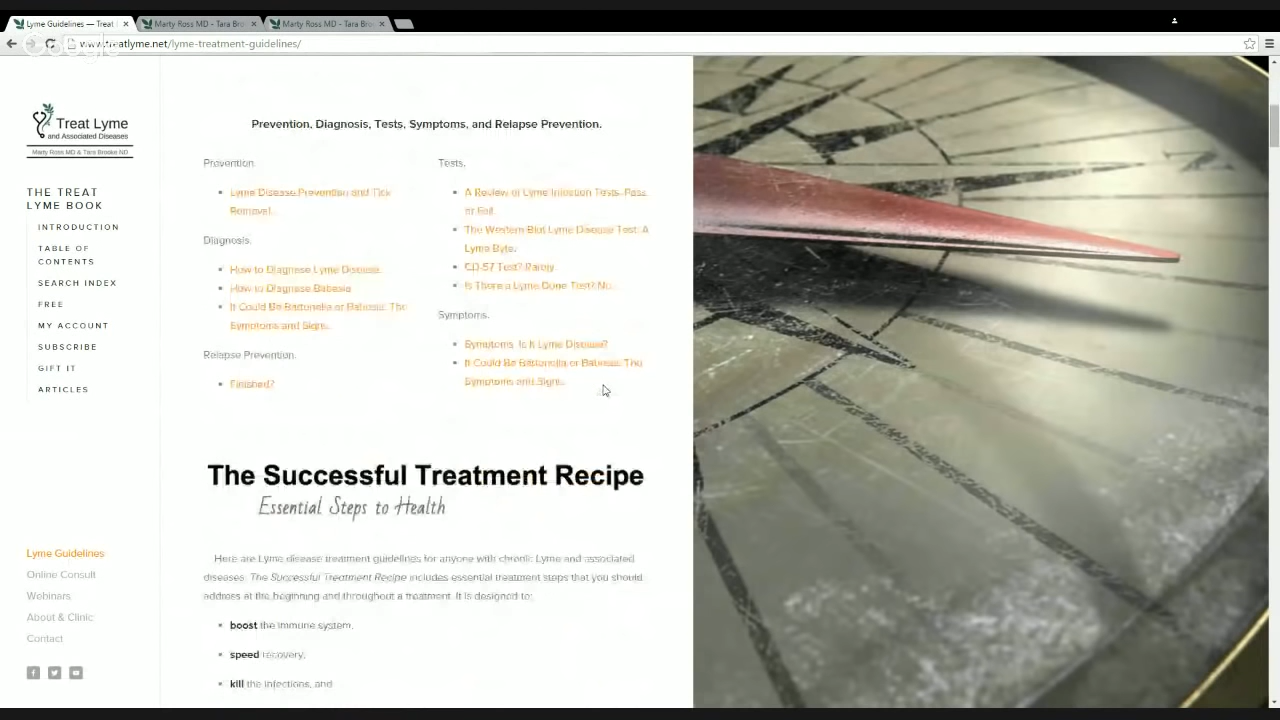 Lyme Guidelines — Treat
Marty Ross MD - Tara Bro
Marty Ross MD - Tara Bro
Google
www.treatlyme.net/lyme-treatment-guidelines/
Treat Lyme
and Associated Diseases
Marty Ross MD & Tara Brooke ND
THE TREAT
LYME BOOK
INTRODUCTION
TABLE OF
CONTENTS
SEARCH INDEX
FREE
MY ACCOUNT
SUBSCRIBE
GIFT IT
ARTICLES
Lyme Guidelines
Online Consult
Webinars
About & Clinic
Contact
Prevention, Diagnosis, Tests, Symptoms, and Relapse Prevention.
Prevention.
Lyme Disease Prevention and Tick
Removal.
Diagnosis.
How to Diagnose Lyme Disease.
How to Diagnose Babesia
It Could Be Bartonella or Babesia: The
Symptoms and Signs.
Relapse Prevention.
Finished?
Tests.
A Review of Lyme Infection Tests. Pass
or Fail.
The Western Blot Lyme Disease Test: A
Lyme Byte.
CD-57 Test? Rarely.
Is There a Lyme Done Test? No.
Symptoms.
Symptoms. Is it Lyme Disease?
It Could Be Bartonella or Babesia: The
Symptoms and Signs.
The Successful Treatment Recipe
Essential Steps to Health
Here are Lyme disease treatment guidelines for anyone with chronic Lyme and associated
diseases. The Successful Treatment Recipe includes essential treatment steps that you should
address at the beginning and throughout a treatment. It is designed to:
boost the immune system,
speed recovery,
kill the infections, and